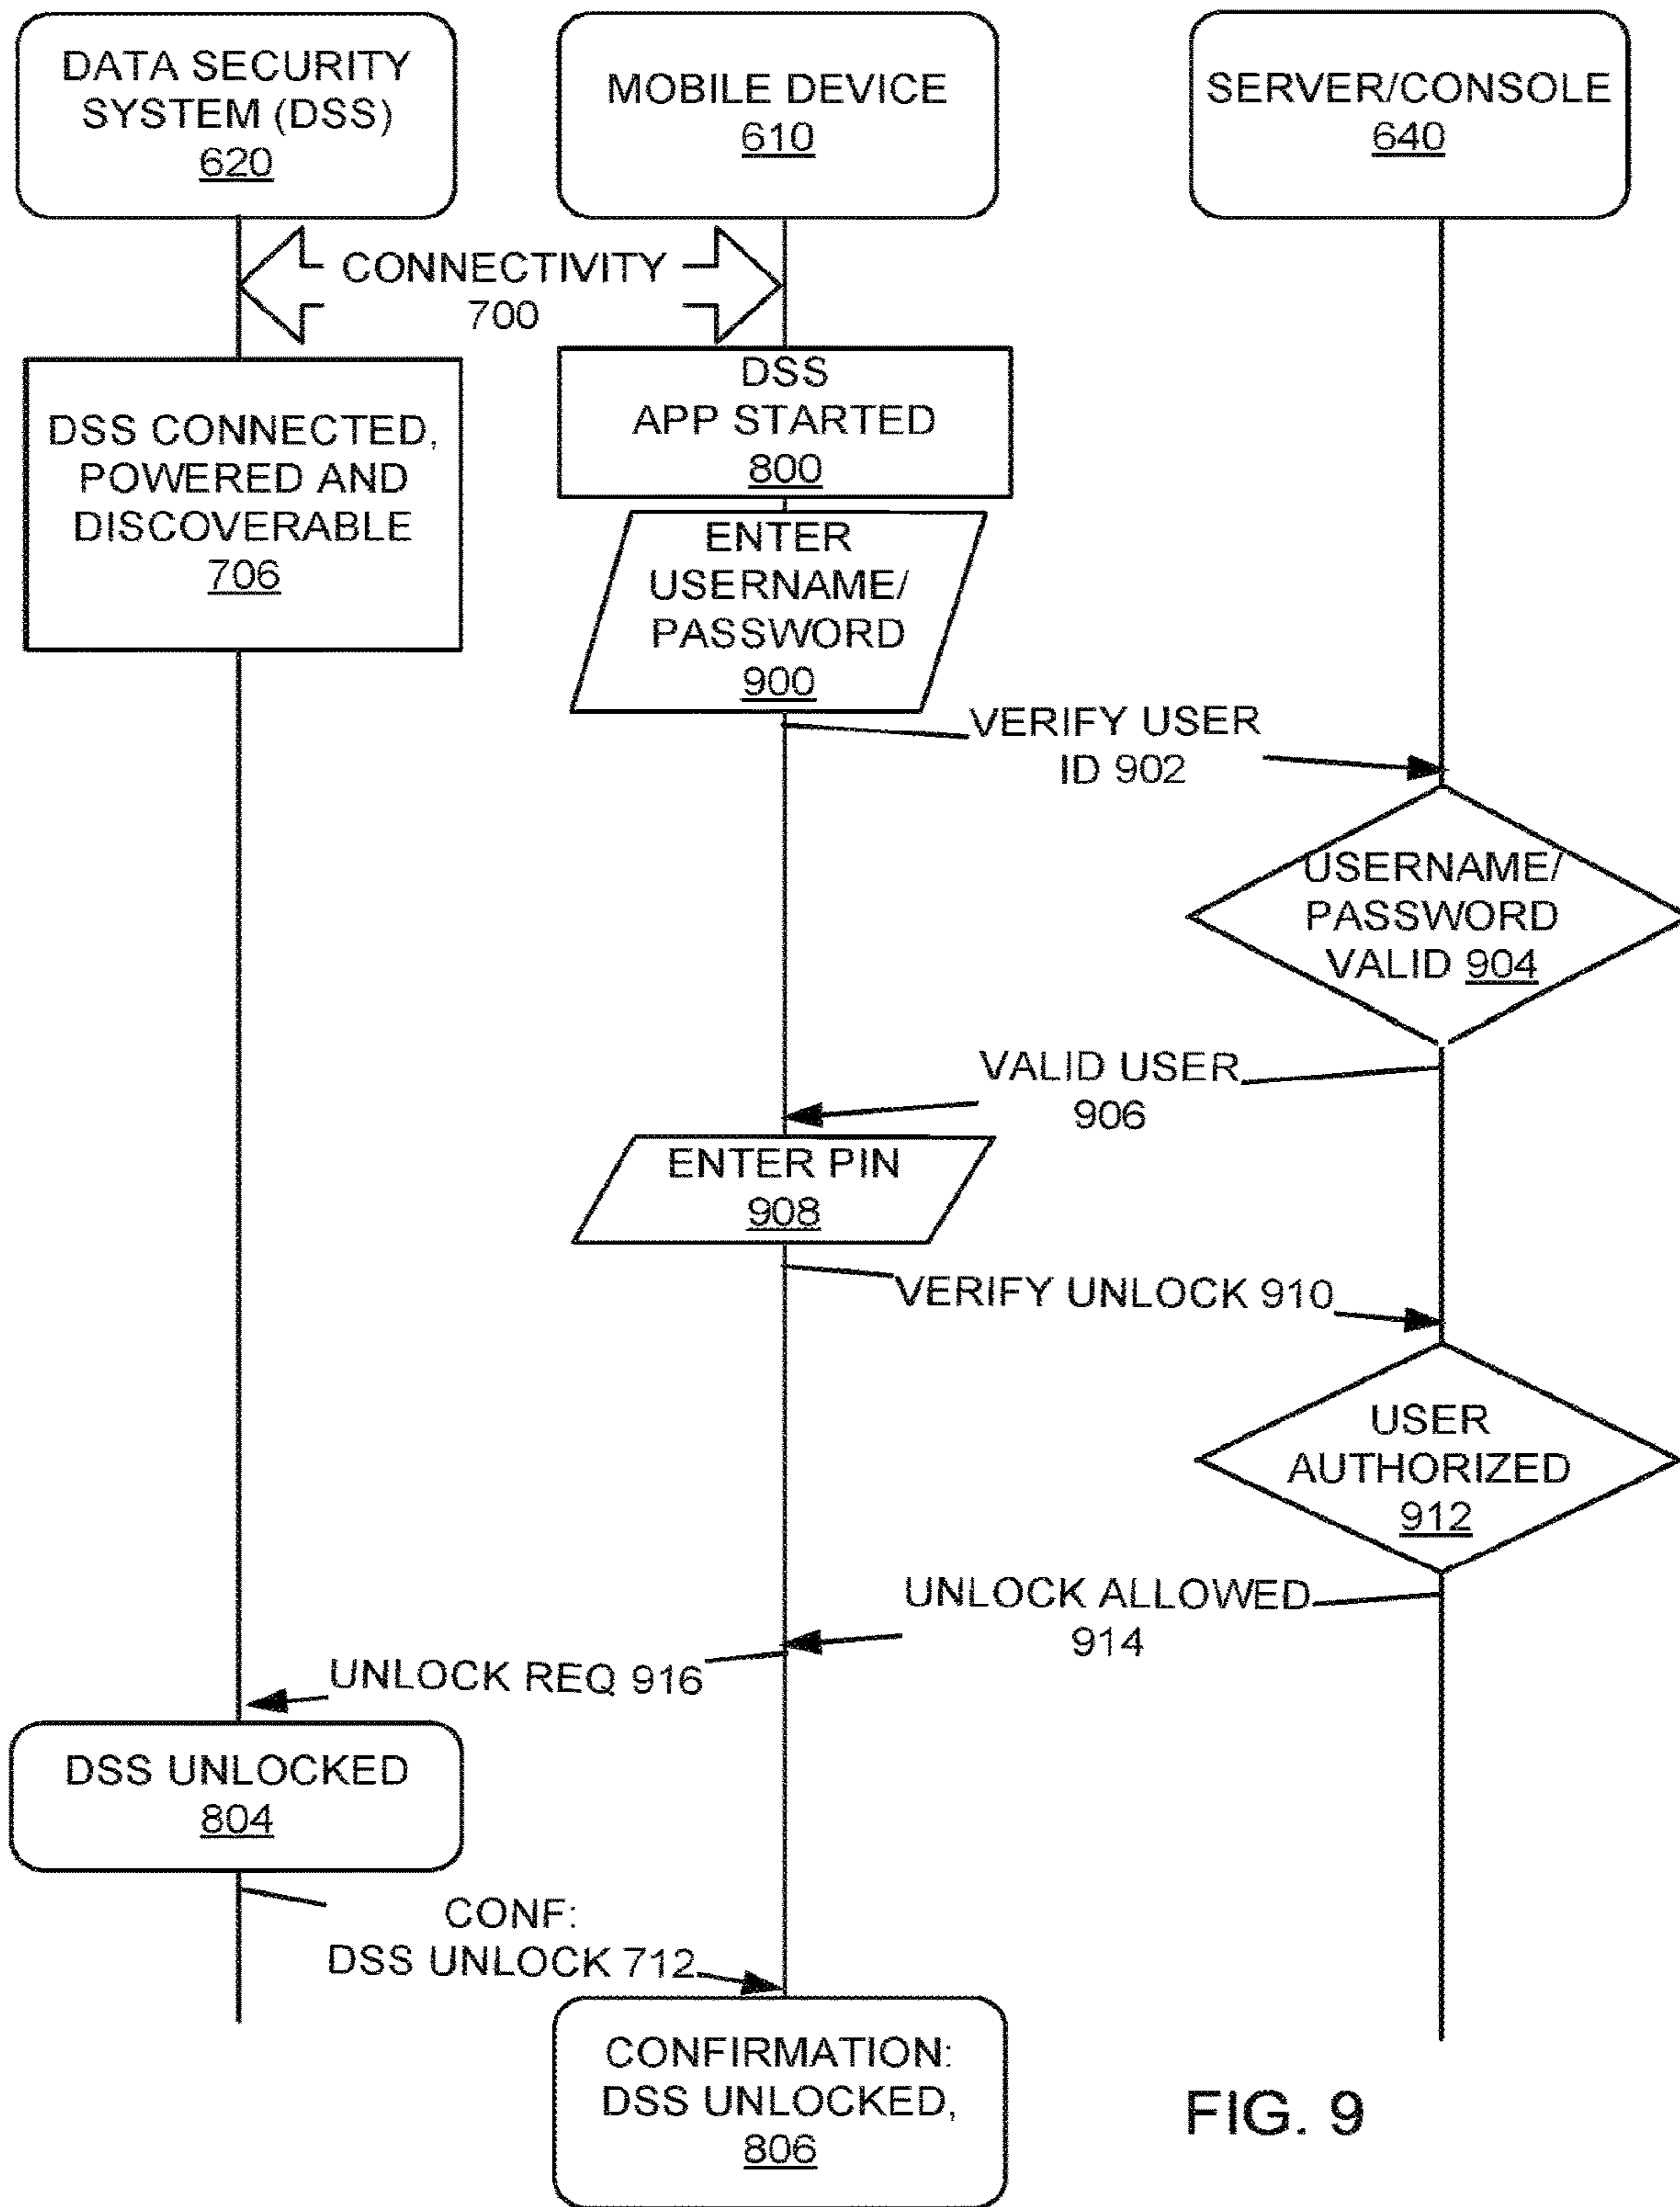 DATA SECURITY
SYSTEM (DSS)
620
MOBILE DEVICE
610
SERVER/CONSOLE
640
CONNECTIVITY
700
DSS CONNECTED,
POWERED AND
DISCOVERABLE
706
DSS
APP STARTED
800
ENTER
USERNAME/
PASSWORD
900
VERIFY USER
ID 902
USERNAME/
PASSWORD
VALID 904
VALID USER
906
ENTER PIN
908
VERIFY UNLOCK 910
USER
AUTHORIZED
912
UNLOCK ALLOWED
914
UNLOCK REQ 916
DSS UNLOCKED
804
CONF:
DSS UNLOCK 712
CONFIRMATION:
DSS UNLOCKED,
806
FIG. 9